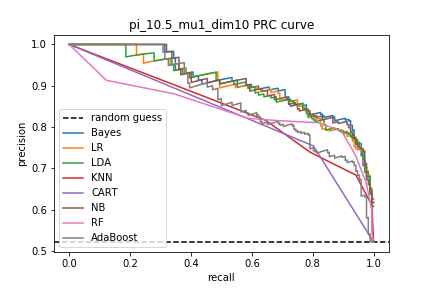 pi_10.5_mu1_dim10 PRC curve
1.0
0.9
0.8
0.7
0.6
0.5
precision
random guess
Bayes
LR
LDA
KNN
CART
NB
RF
AdaBoost
0.0 0.2 0.4 0.6 0.8 1.0
recall